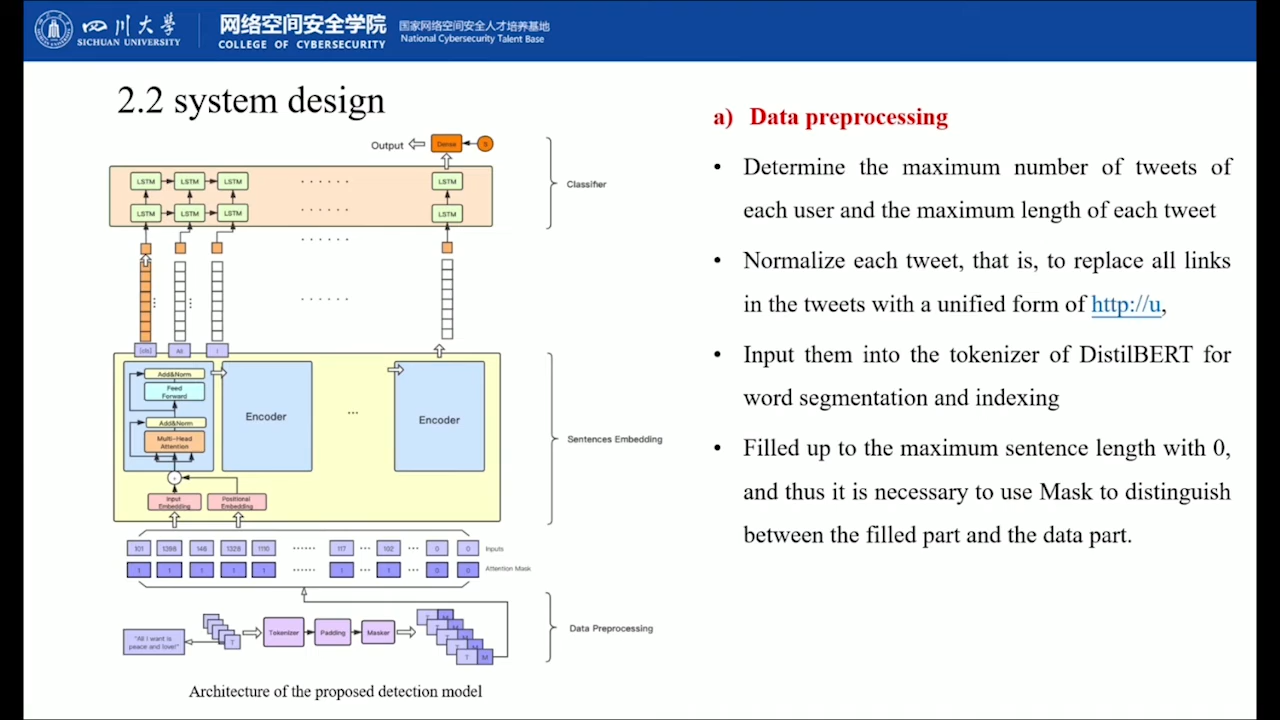 四川大学
SICHUAN UNIVERSITY
网络空间安全学院
COLLEGE OF CYBERSECURITY
国家网络空间安全人才培养基地
National Cybersecurity Talent Base
2.2 system design
Output
Dense
S
LSTM LSTM LSTM ······ LSTM
LSTM LSTM LSTM ······ LSTM
Classifier
······
······
[cls] All I
Add&Norm
Feed
Forward
Add&Norm
Multi-Head
Attention
Encoder
...
Encoder
Sentences Embedding
+
Input
Embedding
Positional
Embedding
101 1398 146 1328 1110 ······ 117 ··· 102 ··· 0 0 Inputs
1 1 1 1 1 ······ 1 ··· 1 ··· 0 0 Attention Mask
"All I want is
peace and love!"
T
Tokenizer
Padding
Masker
T M
T M
T M
T M
T M
Data Preprocessing
Architecture of the proposed detection model
a) Data preprocessing
• Determine the maximum number of tweets of
each user and the maximum length of each tweet
• Normalize each tweet, that is, to replace all links
in the tweets with a unified form of http://u,
• Input them into the tokenizer of DistilBERT for
word segmentation and indexing
• Filled up to the maximum sentence length with 0,
and thus it is necessary to use Mask to distinguish
between the filled part and the data part.